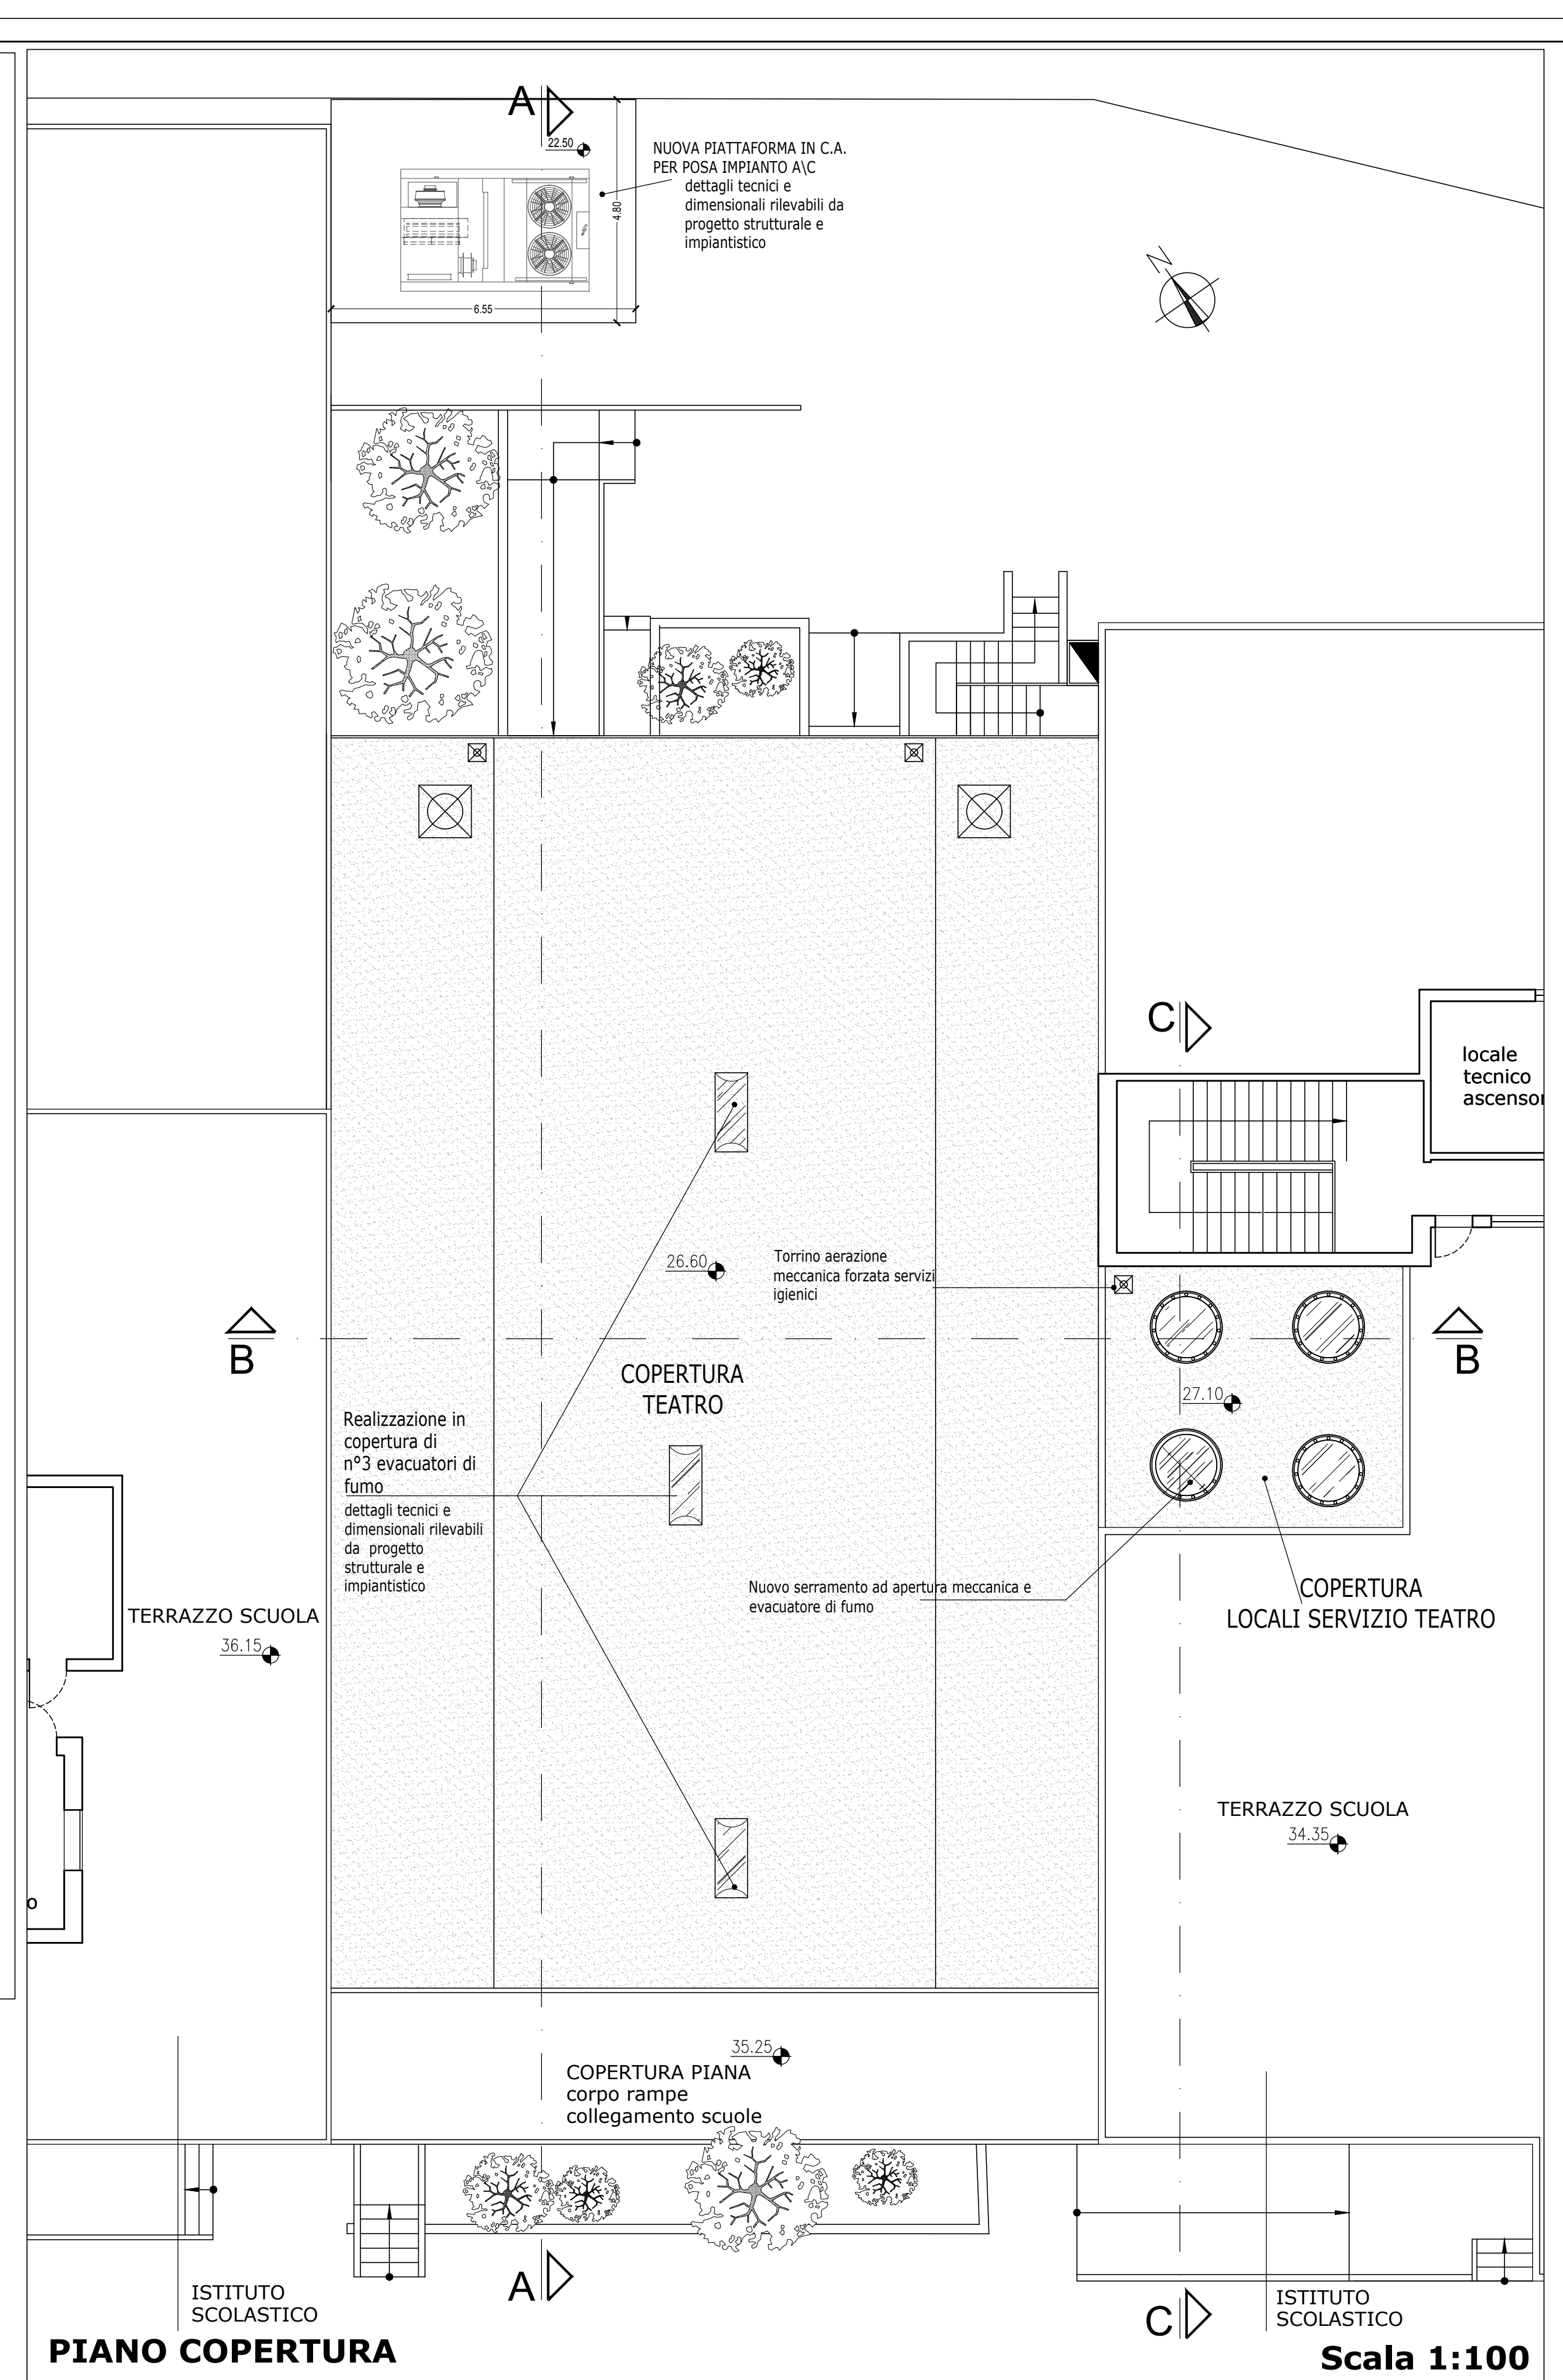 A
22.50
NUOVA PIATTAFORMA IN C.A.
PER POSA IMPIANTO A\C
dettagli tecnici e
dimensionali rilevabili da
progetto strutturale e
impiantistico
4.80
6.55
N
C
locale
tecnico
ascensor
26.60
Torrino aerazione
meccanica forzata servizi
igienici
B
B
COPERTURA
TEATRO
27.10
Realizzazione in
copertura di
n°3 evacuatori di
fumo
dettagli tecnici e
dimensionali rilevabili
da progetto
strutturale e
impiantistico
Nuovo serramento ad apertura meccanica e
evacuatore di fumo
COPERTURA
LOCALI SERVIZIO TEATRO
TERRAZZO SCUOLA
36.15
TERRAZZO SCUOLA
34.35
o
35.25
COPERTURA PIANA
corpo rampe
collegamento scuole
A
C
ISTITUTO
SCOLASTICO
ISTITUTO
SCOLASTICO
PIANO COPERTURA
Scala 1:100